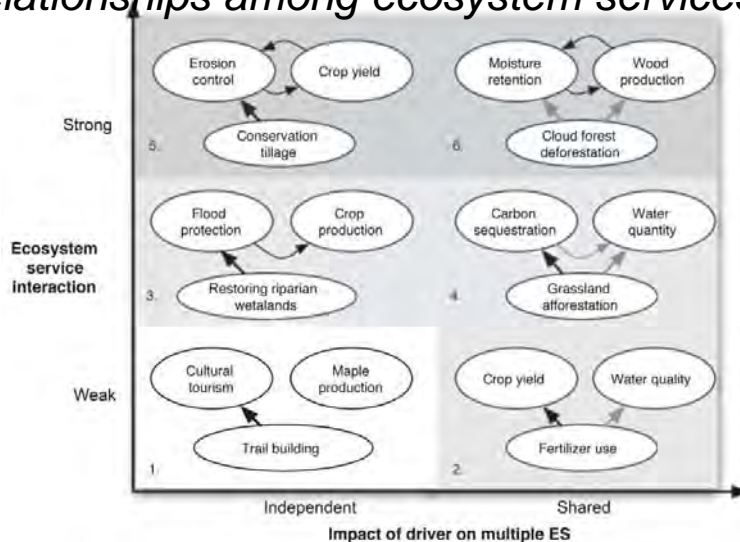 elationships among ecosystem services
Erosion
control
Crop yield
Conservation
tillage
5.
Moisture
retention
Wood
production
Cloud forest
deforestation
6.
Strong
Flood
protection
Crop
production
Restoring riparian
wetalands
3.
Carbon
sequestration
Water
quantity
Grassland
afforestation
4.
Ecosystem
service
interaction
Cultural
tourism
Maple
production
Trail building
1.
Crop yield
Water quality
Fertilizer use
2.
Weak
Independent
Shared
Impact of driver on multiple ES